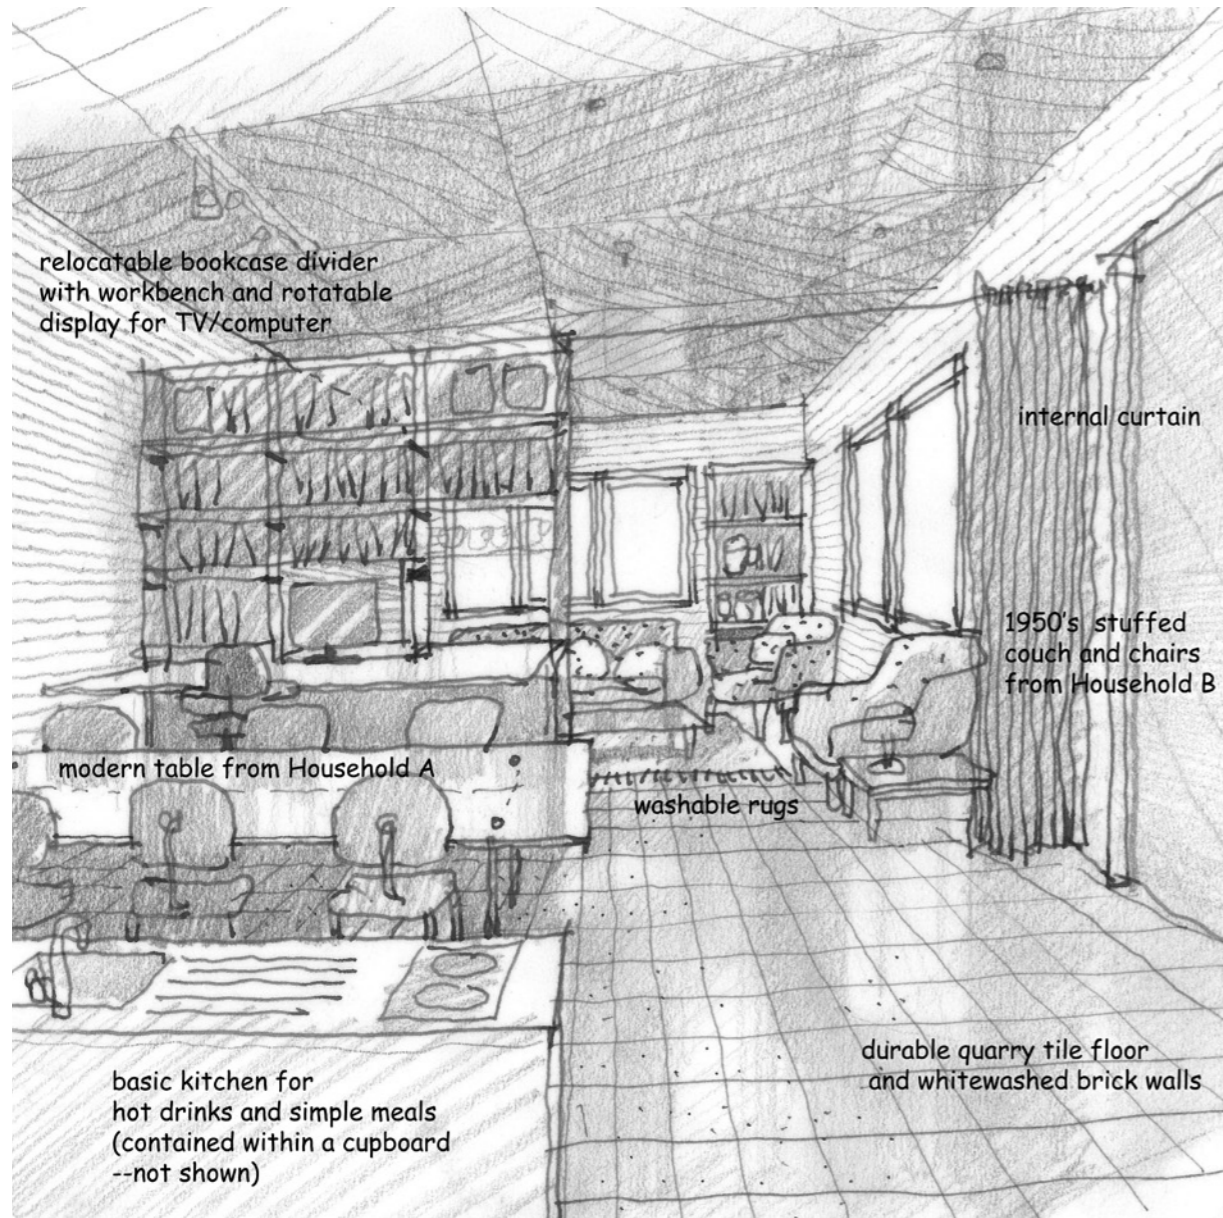 relocatable bookcase divider
with workbench and rotatable
display for TV/computer
internal curtain
1950's stuffed
couch and chairs
from Household B
modern table from Household A
washable rugs
durable quarry tile floor
and whitewashed brick walls
basic kitchen for
hot drinks and simple meals
(contained within a cupboard
--not shown)